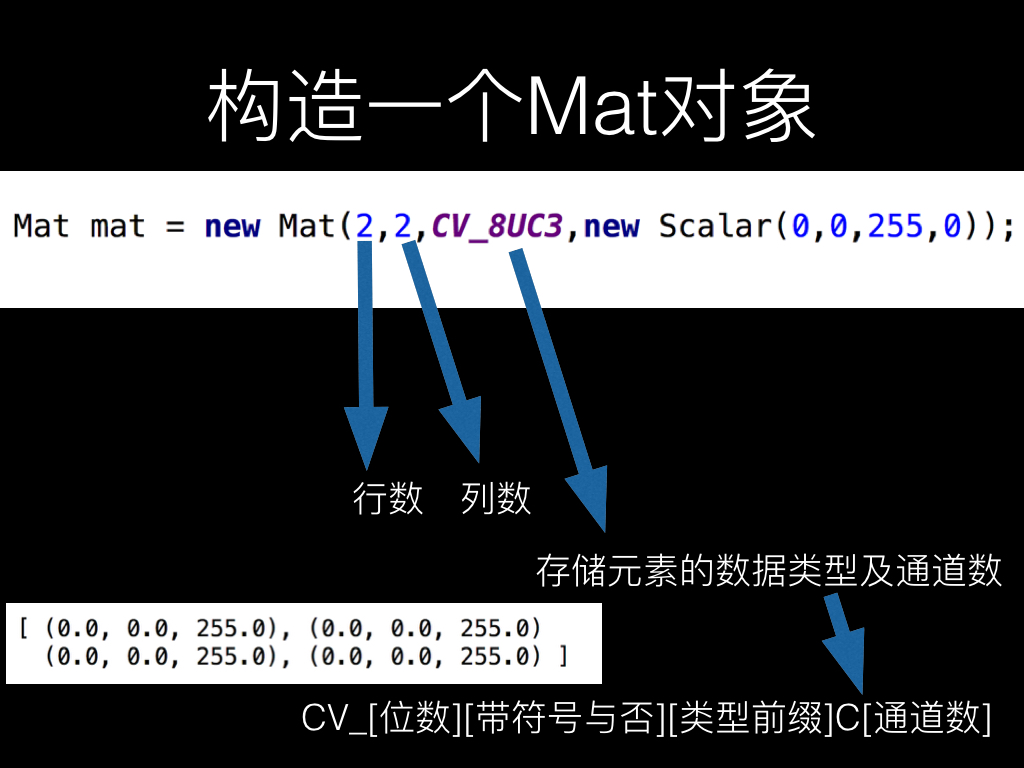 构造一个Mat对象
Mat mat = new Mat(2,2,CV_8UC3,new Scalar(0,0,255,0));
行数 列数
存储元素的数据类型及通道数
[ (0.0, 0.0, 255.0), (0.0, 0.0, 255.0)
(0.0, 0.0, 255.0), (0.0, 0.0, 255.0) ]
CV_[位数][带符号与否][类型前缀]C[通道数]